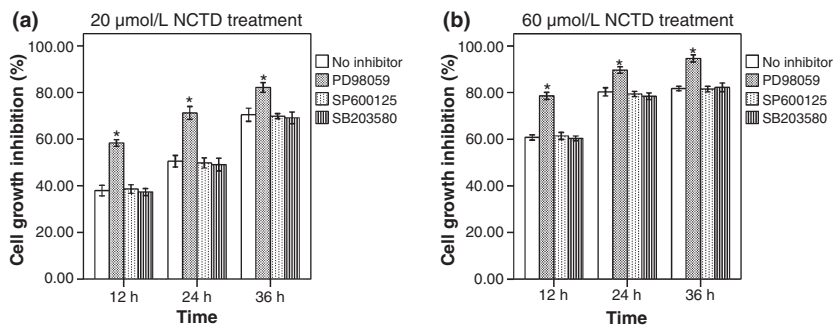 (a)
20 μmol/L NCTD treatment
Cell growth inhibition (%)
100.00
80.00
60.00
40.00
20.00
0.00
*
*
*
12 h
24 h
36 h
Time
No inhibitor
PD98059
SP600125
SB203580
(b)
60 μmol/L NCTD treatment
Cell growth inhibition (%)
100.00
80.00
60.00
40.00
20.00
0.00
*
*
*
12 h
24 h
36 h
Time
No inhibitor
PD98059
SP600125
SB203580